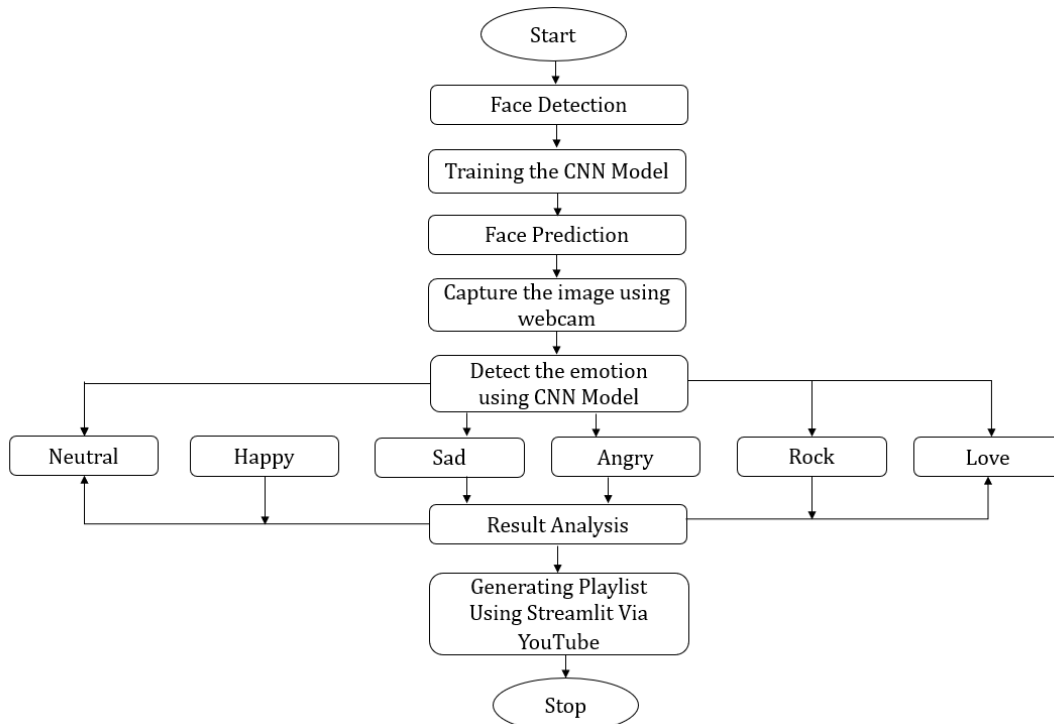 Start
Face Detection
Training the CNN Model
Face Prediction
Capture the image using
webcam
Detect the emotion
using CNN Model
Neutral
Happy
Sad
Angry
Rock
Love
Result Analysis
Generating Playlist
Using Streamlit Via
YouTube
Stop